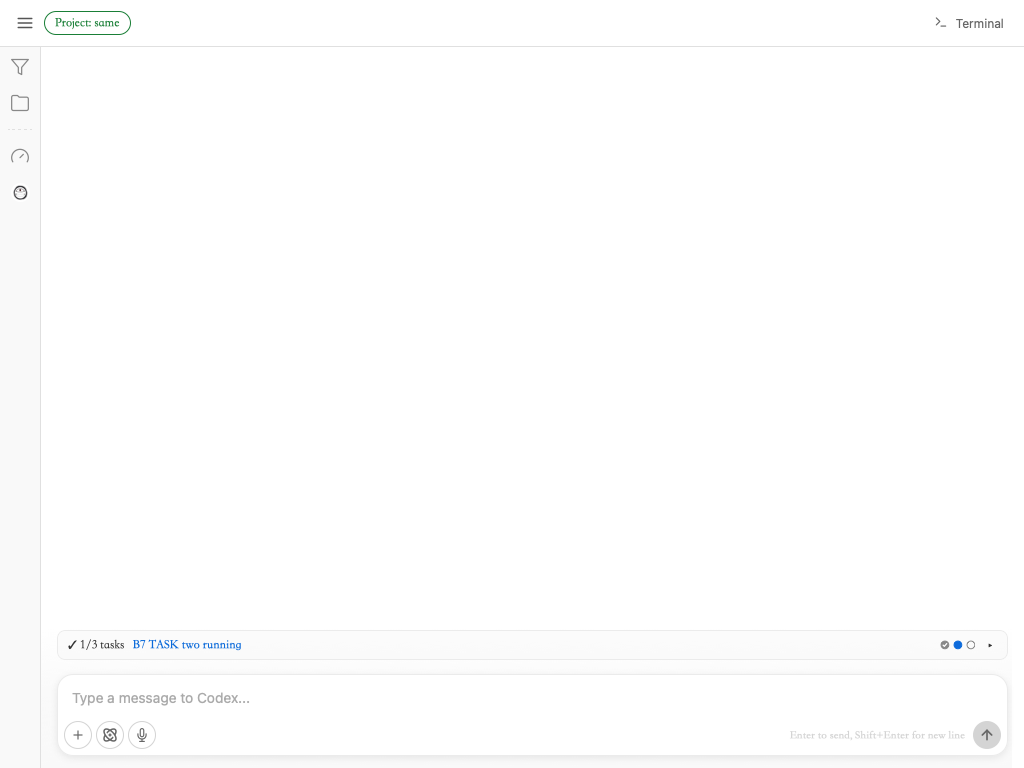 Project: same
Terminal
✓ 1/3 tasks B7 TASK two running
Type a message to Codex...
Enter to send, Shift+Enter for new line